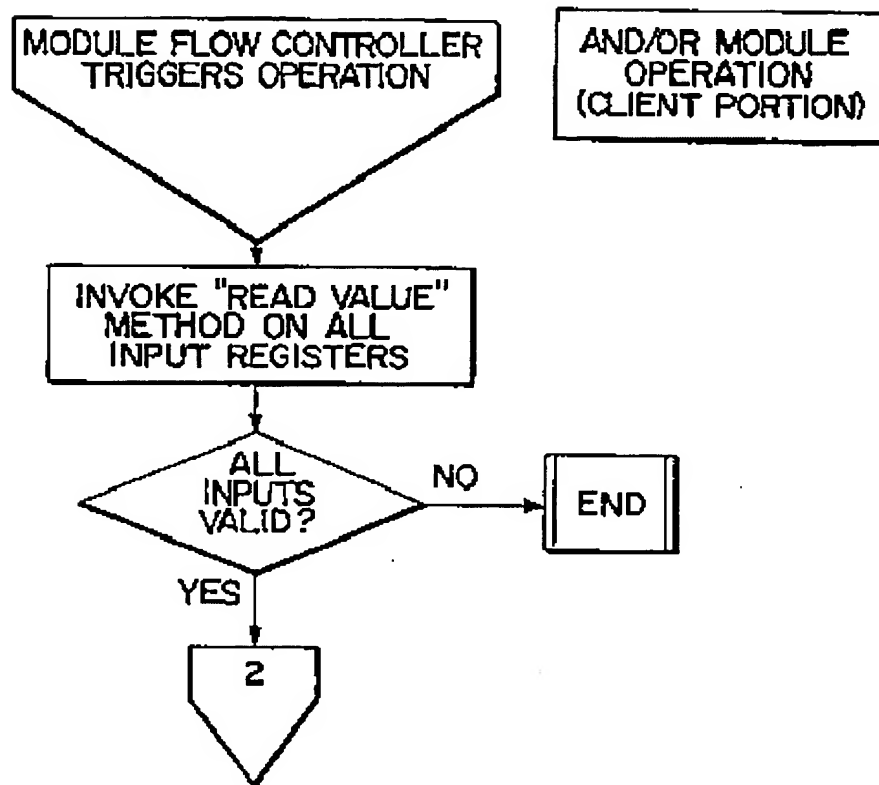 MODULE FLOW CONTROLLER
TRIGGERS OPERATION
AND/OR MODULE
OPERATION
(CLIENT PORTION)
INVOKE "READ VALUE"
METHOD ON ALL
INPUT REGISTERS
ALL
INPUTS
VALID?
NO
END
YES
2